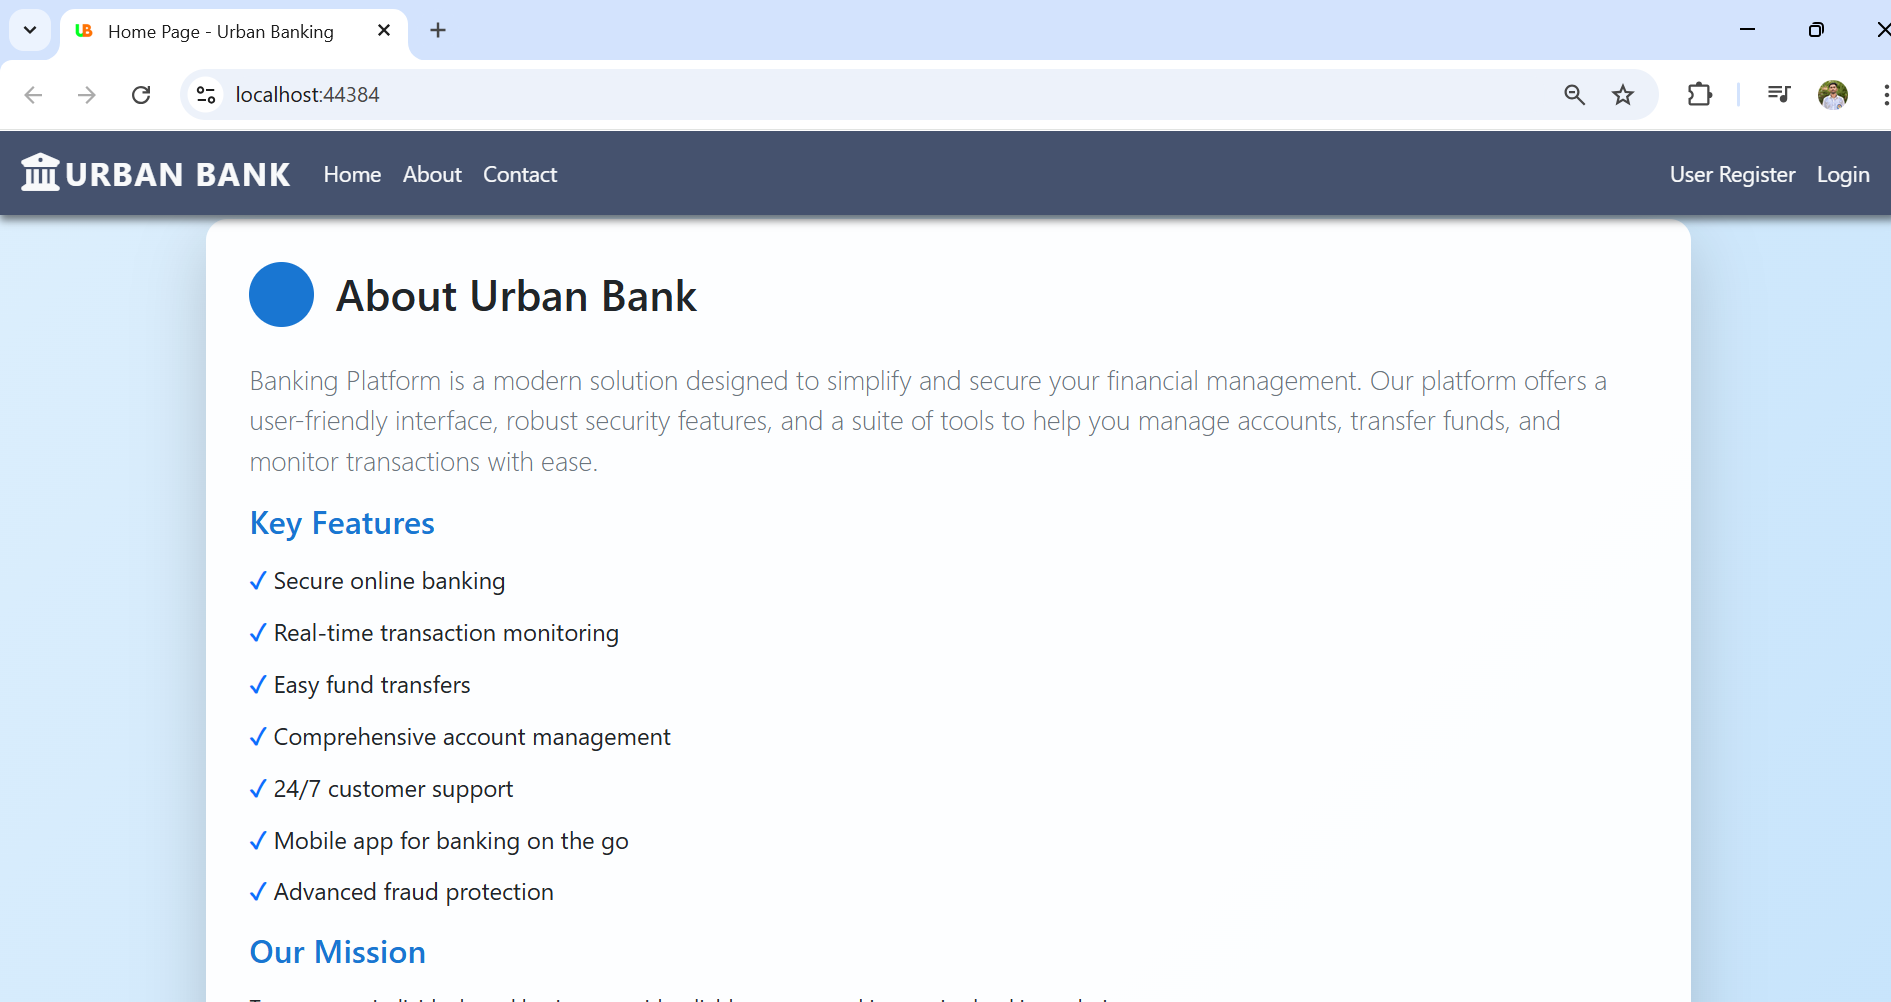 Home Page - Urban Banking
localhost:44384
URBAN BANK Home About Contact User Register Login
About Urban Bank
Banking Platform is a modern solution designed to simplify and secure your financial management. Our platform offers a
user-friendly interface, robust security features, and a suite of tools to help you manage accounts, transfer funds, and
monitor transactions with ease.
Key Features
✓ Secure online banking
✓ Real-time transaction monitoring
✓ Easy fund transfers
✓ Comprehensive account management
✓ 24/7 customer support
✓ Mobile app for banking on the go
✓ Advanced fraud protection
Our Mission